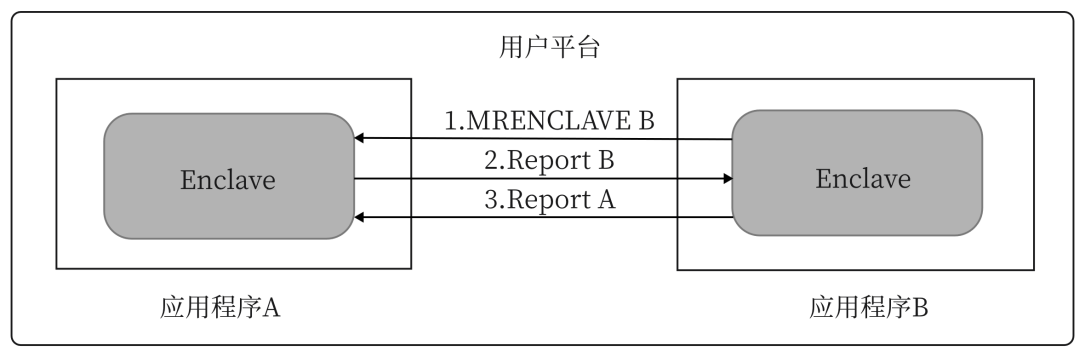 用户平台
1.MRENCLAVE B
2.Report B
3.Report A
Enclave
Enclave
应用程序A
应用程序B